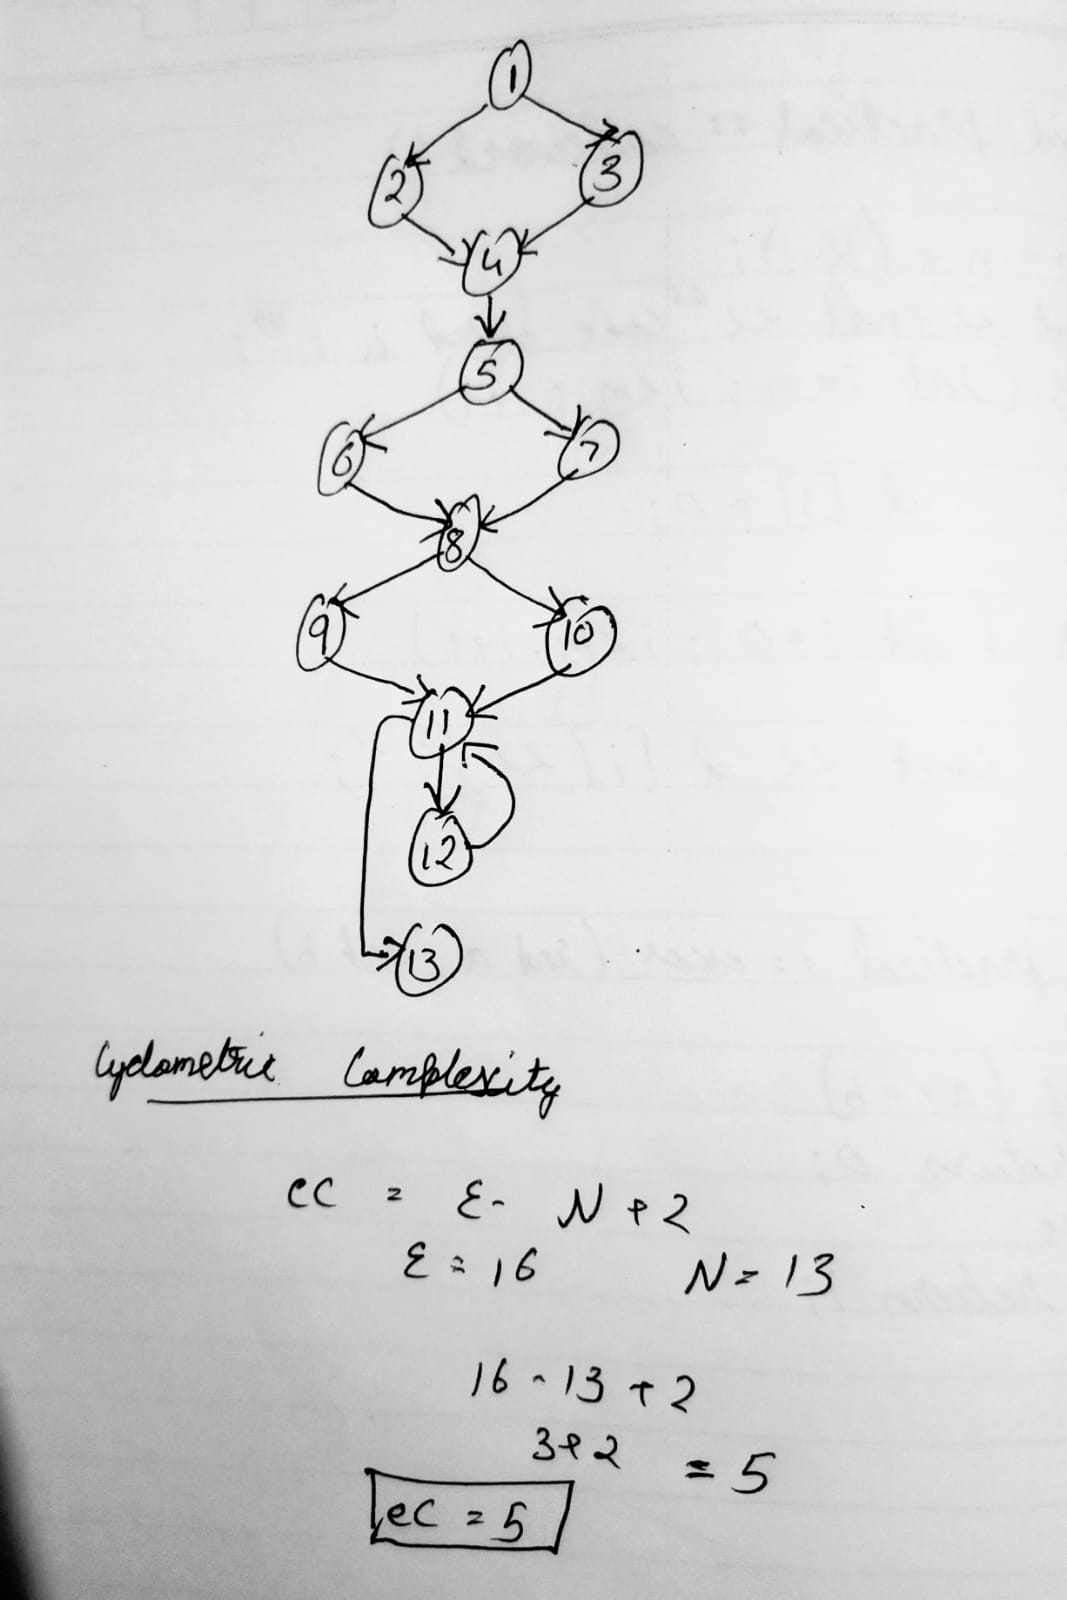 1
2 3
4
5
6 7
8
9 10
11
12
13
Cyclometric Complexity
CC = E - N + 2
E = 16 N = 13
16 - 13 + 2
3 + 2 = 5
CC = 5